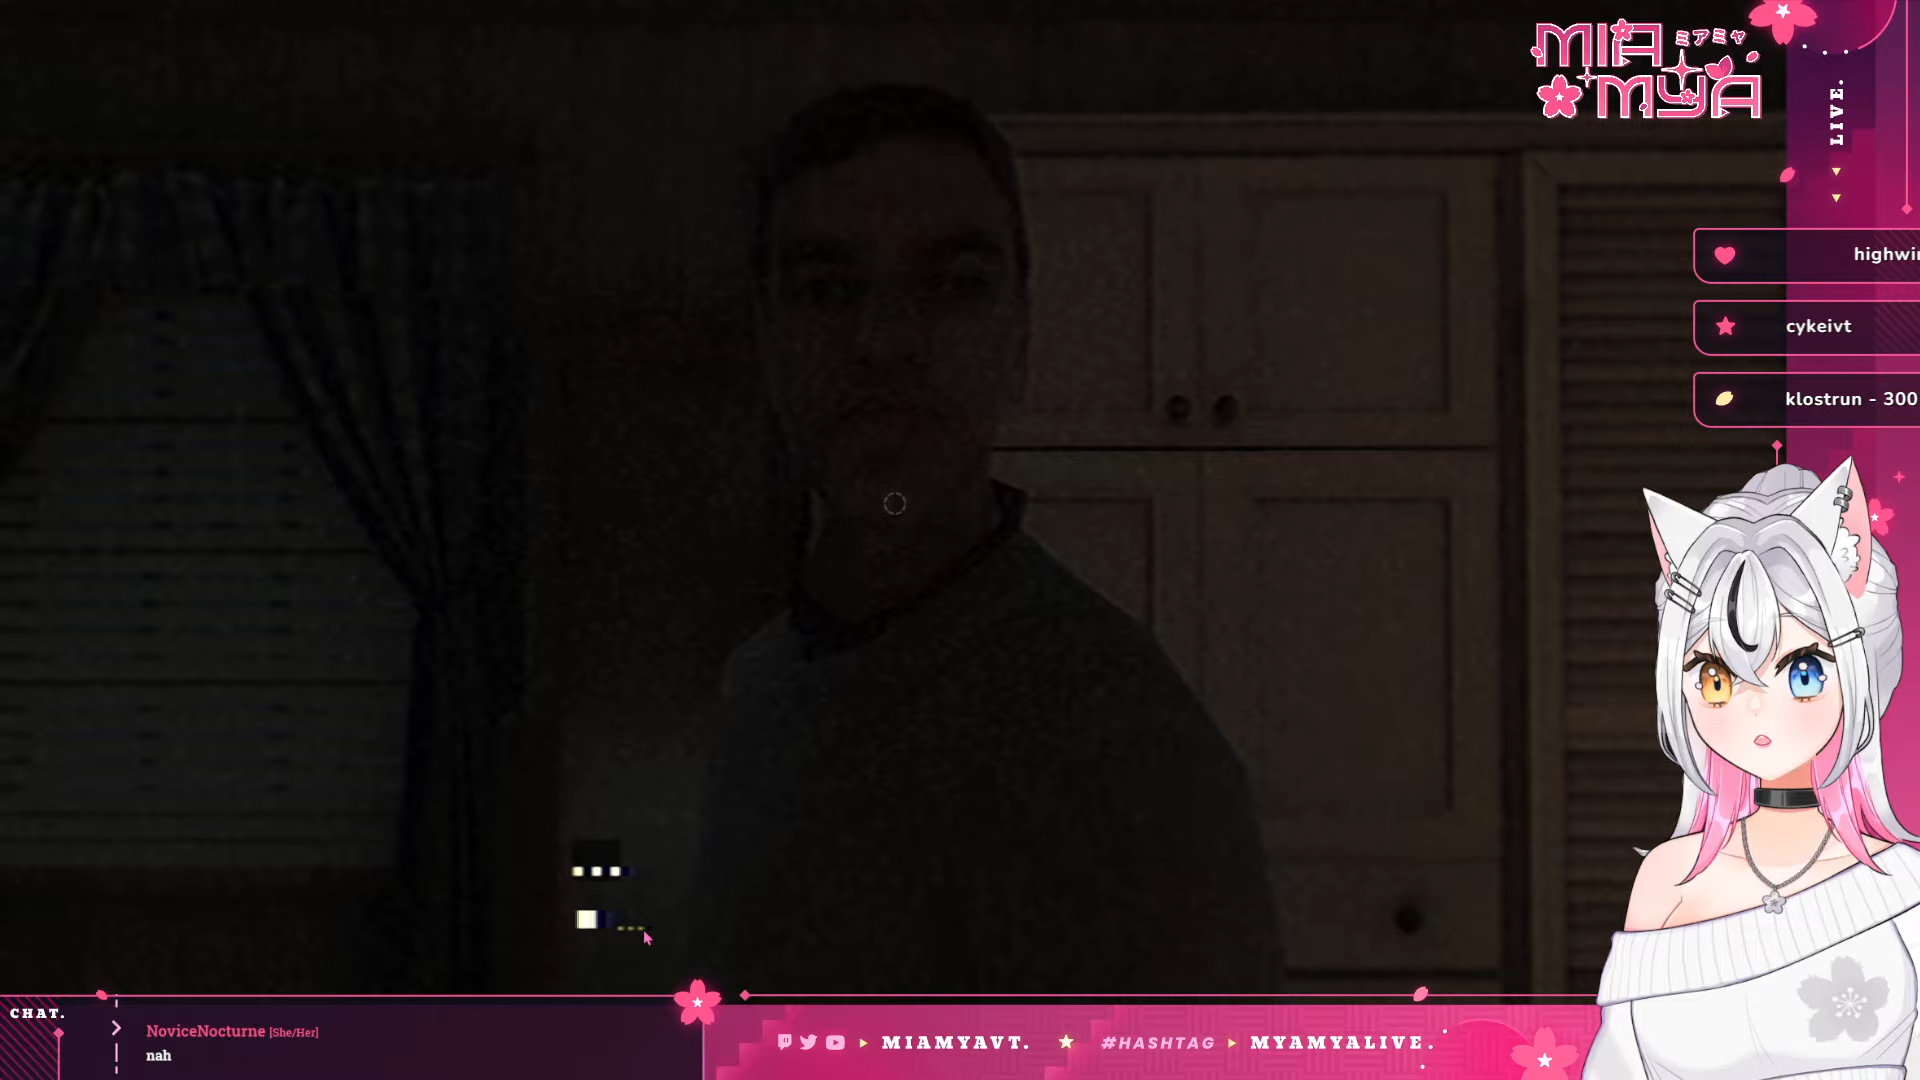 MIA ミアミヤ
MYA
LIVE.
highwi
cykeivt
klostrun - 300
CHAT.
NoviceNocturne [She/Her]
nah
MIAMYAVT.
#HASHTAG
MYAMYALIVE.